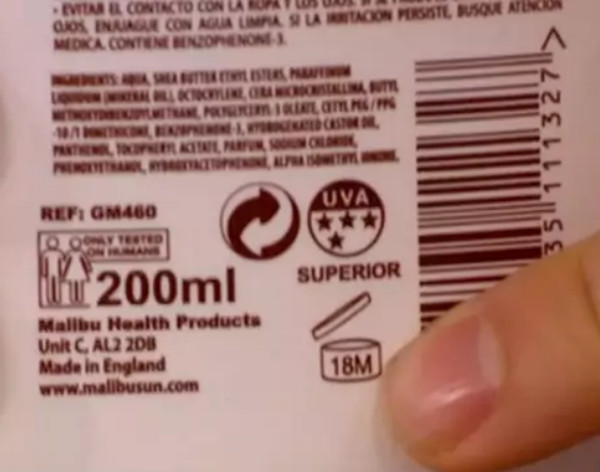 · EVITAR EL CONTACTO CON LA ROPA Y LOS OJOS. SI SE
OJOS, ENJUAGUE CON AGUA LIMPIA. SI LA IRRITACION PERSISTE, BUSQUE ATENCION
MEDICA. CONTIENE BENZOPHENONE-3.
INGREDIENTS: AQUA, SHEA BUTTER ETHYL ESTERS, PARAFFINUM
LIQUIDUM (MINERAL OIL), OCTOCRYLENE, CERA MICROCRISTALLINA, BUTYL
METHOXYDIBENZOYLMETHANE, POLYGLYCERYL-3 OLEATE, CETYL PEG/PPG
-10/1 DIMETHICONE, BENZOPHENONE-3, HYDROGENATED CASTOR OIL,
PANTHENOL, TOCOPHERYL ACETATE, PARFUM, SODIUM CHLORIDE,
PHENOXYETHANOL, HYDROXYACETOPHENONE, ALPHA ISOMETHYL IONONE.
REF: GM460
ONLY TESTED
ON HUMANS
200ml
Malibu Health Products
Unit C, AL2 2DB
Made in England
www.malibusun.com
UVA
SUPERIOR
18M
35111327 >